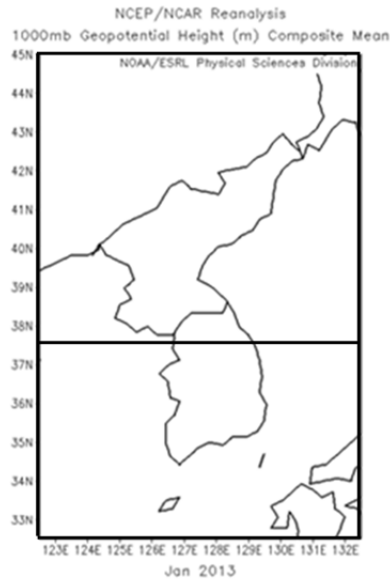 NCEP/NCAR Reanalysis
1000mb Geopotential Height (m) Composite Mean
NOAA/ESRL Physical Sciences Division
45N
44N
43N
42N
41N
40N
39N
38N
37N
36N
35N
34N
33N
123E 124E 125E 126E 127E 128E 129E 130E 131E 132E
Jan 2013